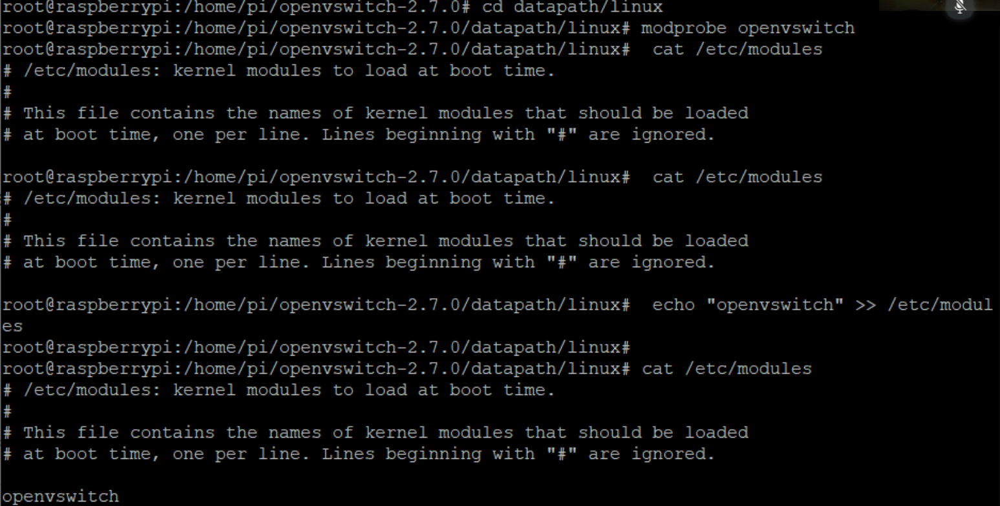 root@raspberrypi:/home/pi/openvswitch-2.7.0# cd datapath/linux
root@raspberrypi:/home/pi/openvswitch-2.7.0/datapath/linux# modprobe openvswitch
root@raspberrypi:/home/pi/openvswitch-2.7.0/datapath/linux#  cat /etc/modules
# /etc/modules: kernel modules to load at boot time.
#
# This file contains the names of kernel modules that should be loaded
# at boot time, one per line. Lines beginning with "#" are ignored.
root@raspberrypi:/home/pi/openvswitch-2.7.0/datapath/linux#  cat /etc/modules
# /etc/modules: kernel modules to load at boot time.
#
# This file contains the names of kernel modules that should be loaded
# at boot time, one per line. Lines beginning with "#" are ignored.
root@raspberrypi:/home/pi/openvswitch-2.7.0/datapath/linux#  echo "openvswitch" >> /etc/modul
es
root@raspberrypi:/home/pi/openvswitch-2.7.0/datapath/linux#
root@raspberrypi:/home/pi/openvswitch-2.7.0/datapath/linux# cat /etc/modules
# /etc/modules: kernel modules to load at boot time.
#
# This file contains the names of kernel modules that should be loaded
# at boot time, one per line. Lines beginning with "#" are ignored.
openvswitch